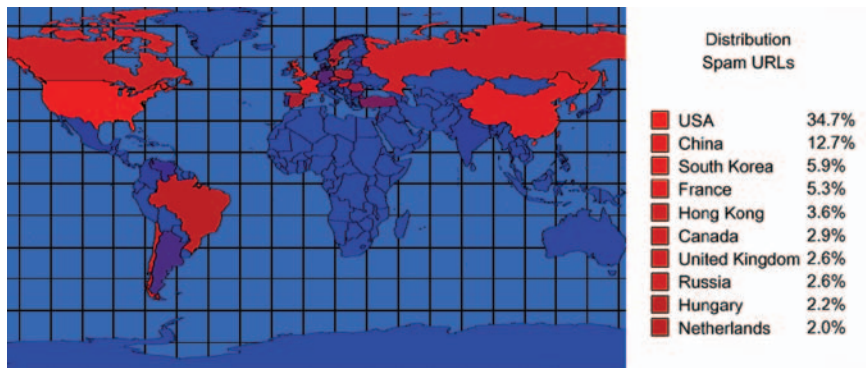 Distribution
Spam URLs
USA 34.7%
China 12.7%
South Korea 5.9%
France 5.3%
Hong Kong 3.6%
Canada 2.9%
United Kingdom 2.6%
Russia 2.6%
Hungary 2.2%
Netherlands 2.0%